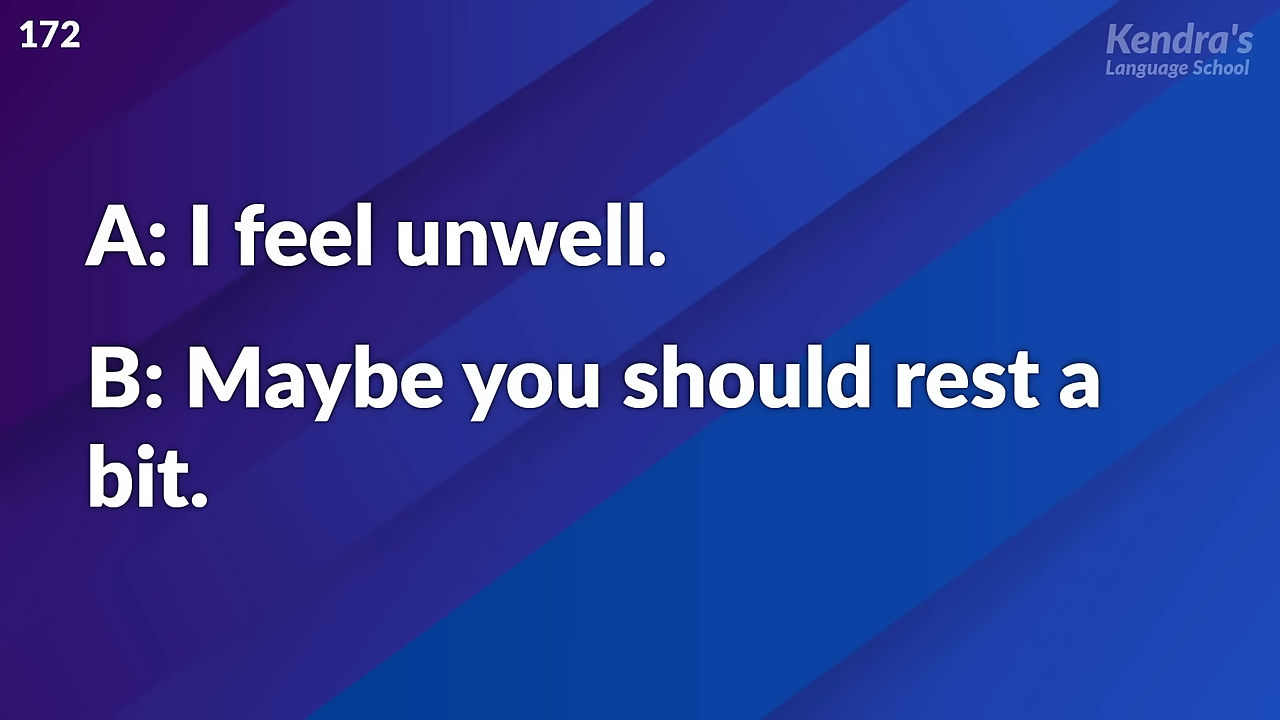 172
Kendra's
Language School
A: I feel unwell.
B: Maybe you should rest a
bit.